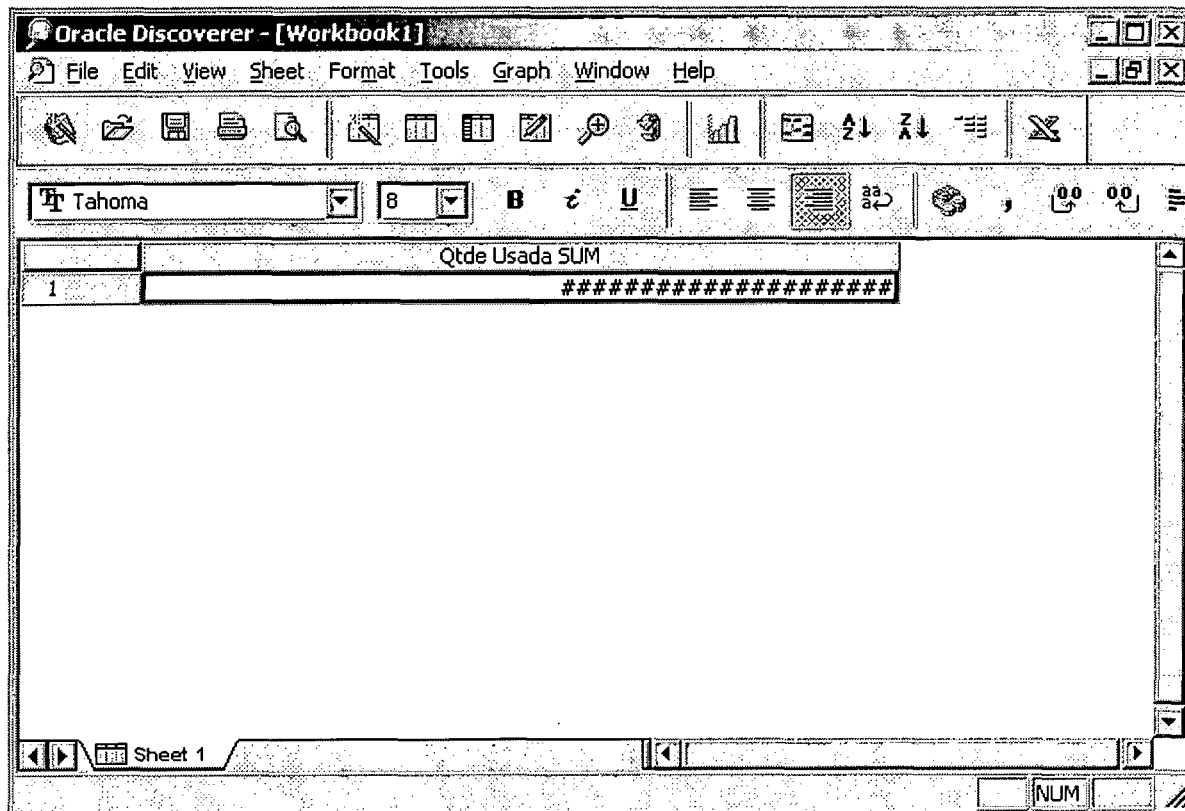 Oracle Discoverer - [Workbook1]
File Edit View Sheet Format Tools Graph Window Help
Tahoma 8 B i U
Qtde Usada SUM
1 #####################
Sheet 1
NUM